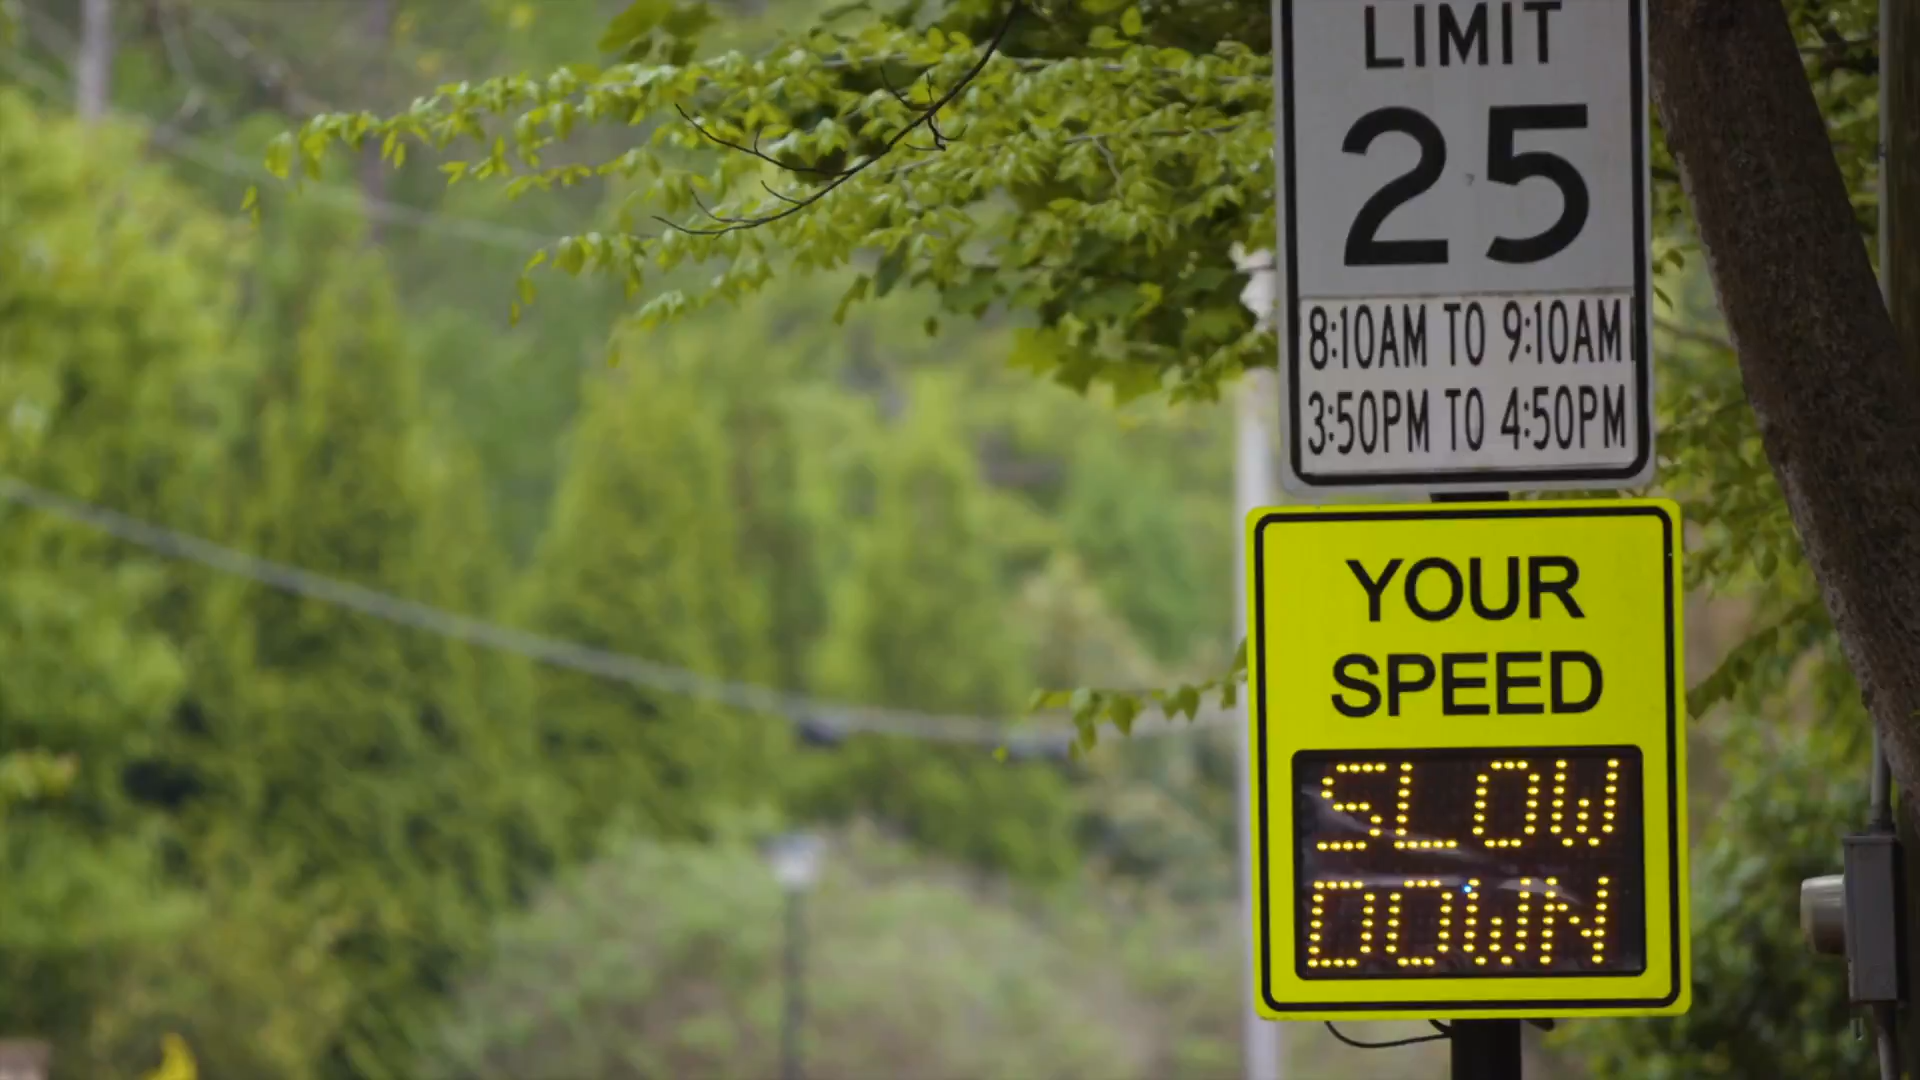 LIMIT
25
8:10AM TO 9:10AM
3:50PM TO 4:50PM
YOUR
SPEED
SLOW
DOWN